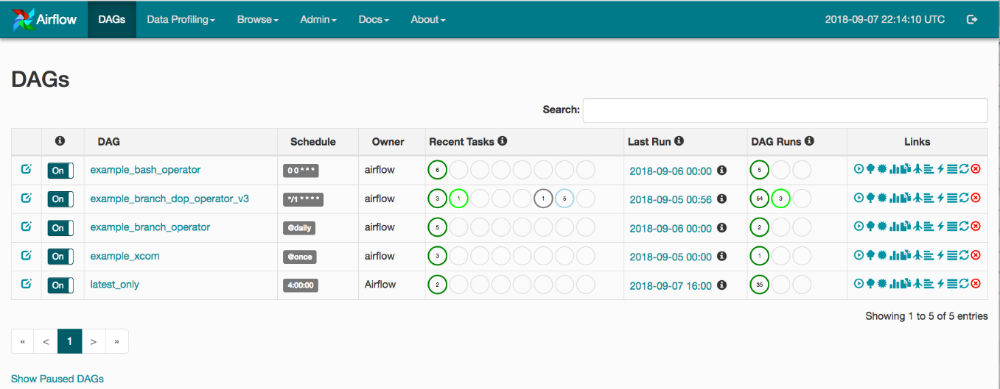 Airflow DAGs Data Profiling Browse Admin Docs About 2018-09-07 22:14:10 UTC
DAGs
Search:
DAG Schedule Owner Recent Tasks Last Run DAG Runs Links
On example_bash_operator 0 0 * * * airflow 6 2018-09-06 00:00 5
On example_branch_dop_operator_v3 */1 * * * * airflow 3 1 1 5 2018-09-05 00:56 54 3
On example_branch_operator @daily airflow 5 2018-09-06 00:00 2
On example_xcom @once airflow 3 2018-09-05 00:00 1
On latest_only 4:00:00 Airflow 2 2018-09-07 16:00 35
Showing 1 to 5 of 5 entries
« < 1 > »
Show Paused DAGs